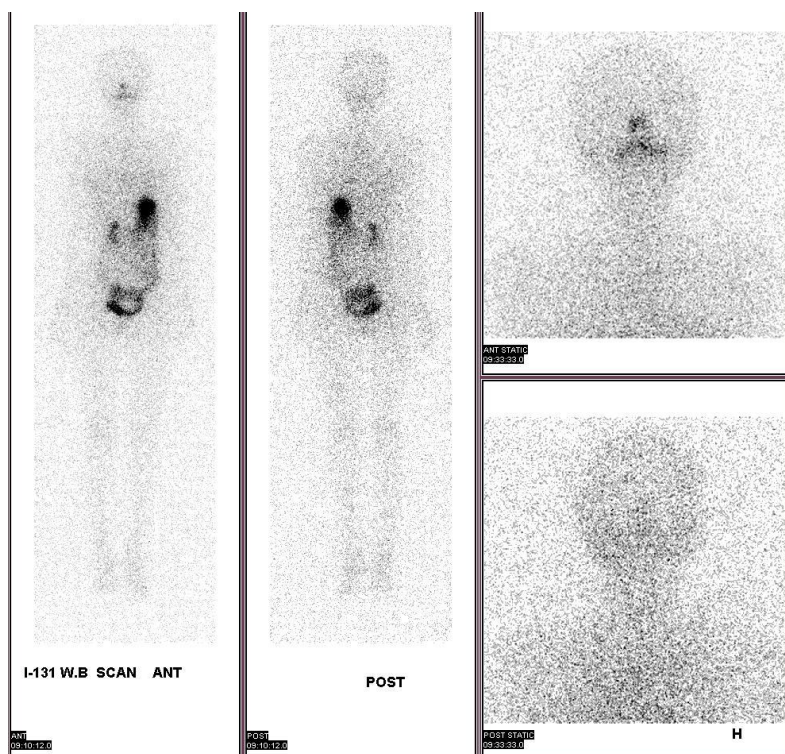 I-131 W.B SCAN ANT
ANT
09:10:12.0
POST
POST
09:10:12.0
ANT STATIC
09:33:33.0
POST STATIC
09:33:33.0
H